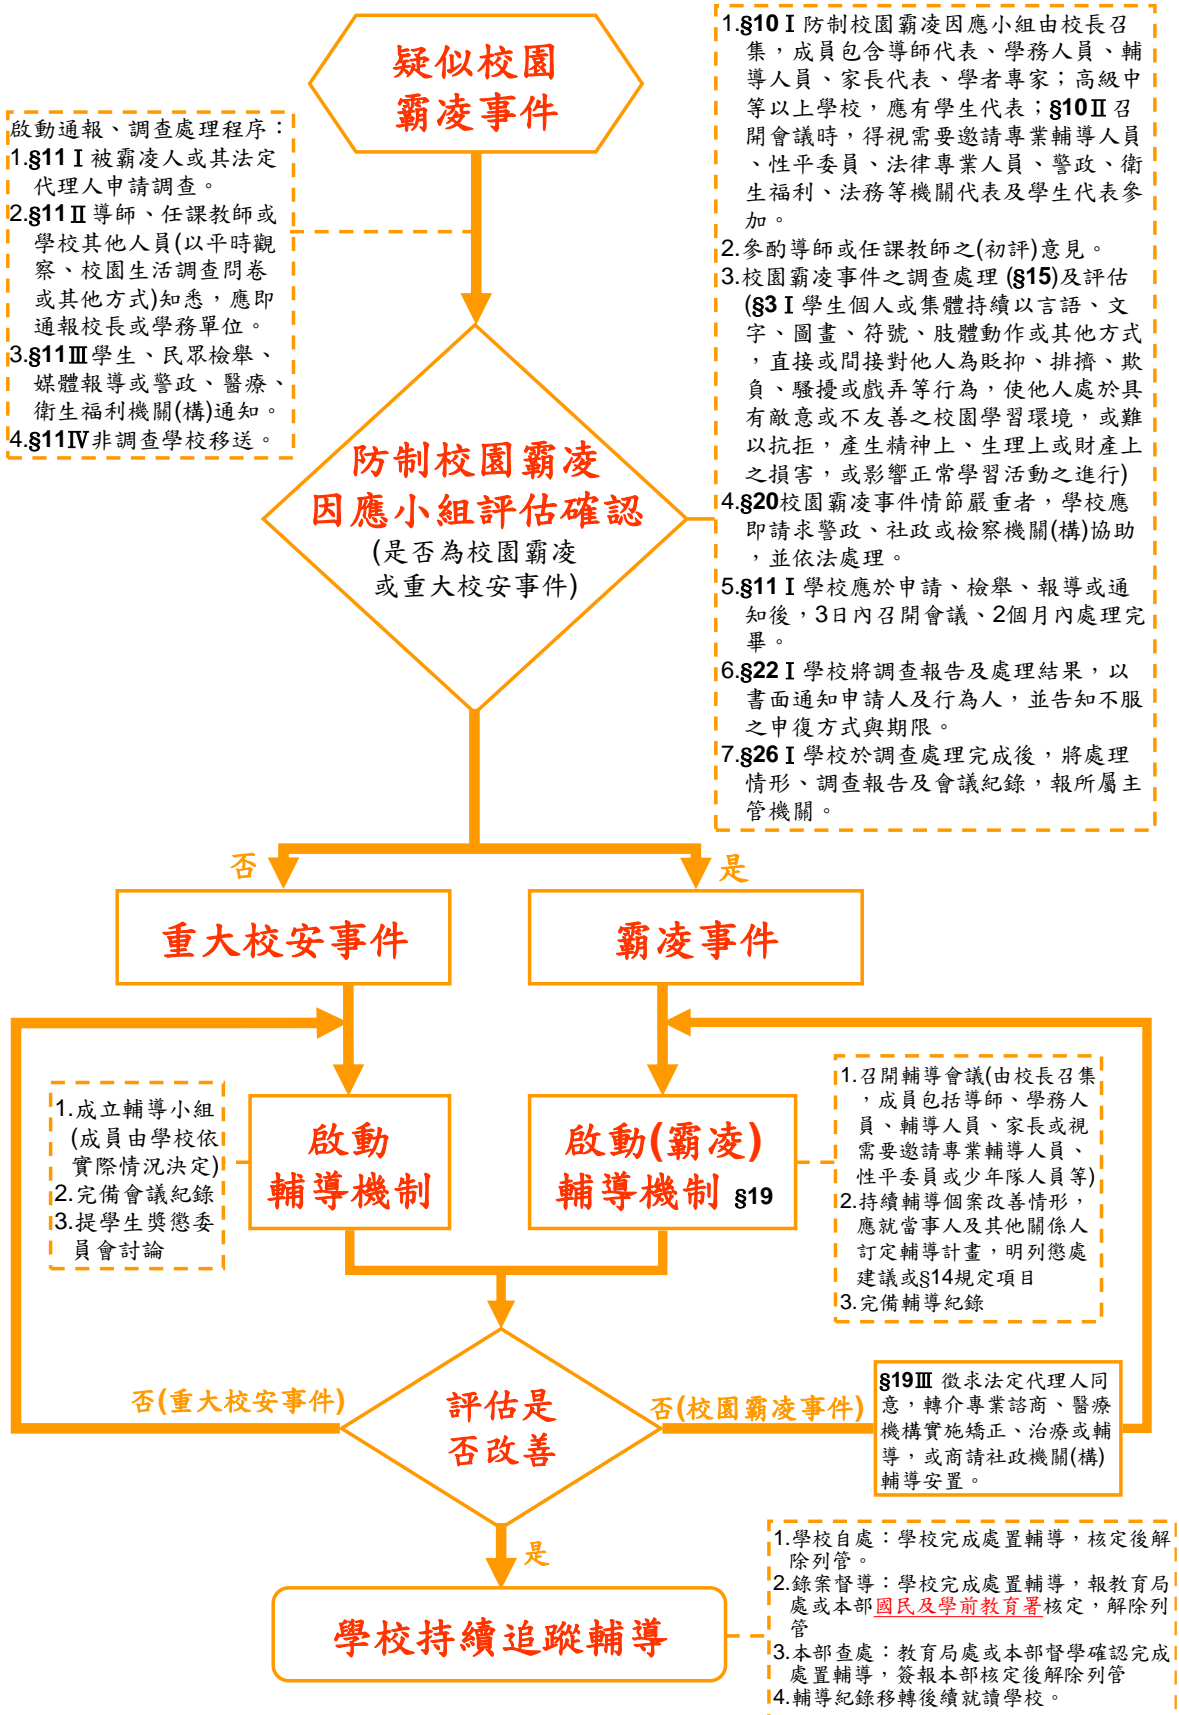 疑似校園
霸凌事件
啟動通報、調查處理程序：
1.§11Ⅰ被霸凌人或其法定
代理人申請調查。
2.§11Ⅱ導師、任課教師或
學校其他人員(以平時觀
察、校園生活調查問卷
或其他方式)知悉，應即
通報校長或學務單位。
3.§11Ⅲ學生、民眾檢舉、
媒體報導或警政、醫療、
衛生福利機關(構)通知。
4.§11Ⅳ非調查學校移送。
1.§10Ⅰ防制校園霸凌因應小組由校長召
集，成員包含導師代表、學務人員、輔
導人員、家長代表、學者專家；高級中
等以上學校，應有學生代表；§10Ⅱ召
開會議時，得視需要邀請專業輔導人員
、性平委員、法律專業人員、警政、衛
生福利、法務等機關代表及學生代表參
加。
2.參酌導師或任課教師之(初評)意見。
3.校園霸凌事件之調查處理 (§15)及評估
(§3Ⅰ學生個人或集體持續以言語、文
字、圖畫、符號、肢體動作或其他方式
，直接或間接對他人為貶抑、排擠、欺
負、騷擾或戲弄等行為，使他人處於具
有敵意或不友善之校園學習環境，或難
以抗拒，產生精神上、生理上或財產上
之損害，或影響正常學習活動之進行)
4.§20校園霸凌事件情節嚴重者，學校應
即請求警政、社政或檢察機關(構)協助
，並依法處理。
5.§11Ⅰ學校應於申請、檢舉、報導或通
知後，3日內召開會議、2個月內處理完
畢。
6.§22Ⅰ學校將調查報告及處理結果，以
書面通知申請人及行為人，並告知不服
之申復方式與期限。
7.§26Ⅰ學校於調查處理完成後，將處理
情形、調查報告及會議紀錄，報所屬主
管機關。
防制校園霸凌
因應小組評估確認
(是否為校園霸凌
或重大校安事件)
否
是
重大校安事件
霸凌事件
1.成立輔導小組
(成員由學校依
實際情況決定)
2.完備會議紀錄
3.提學生獎懲委
員會討論
啟動
輔導機制
啟動(霸凌)
輔導機制 §19
1.召開輔導會議(由校長召集
，成員包括導師、學務人
員、輔導人員、家長或視
需要邀請專業輔導人員、
性平委員或少年隊人員等)
2.持續輔導個案改善情形，
應就當事人及其他關係人
訂定輔導計畫，明列懲處
建議或§14規定項目
3.完備輔導紀錄
否(重大校安事件)
評估是
否改善
否(校園霸凌事件)
§19Ⅲ 徵求法定代理人同
意，轉介專業諮商、醫療
機構實施矯正、治療或輔
導，或商請社政機關(構)
輔導安置。
是
學校持續追蹤輔導
1.學校自處：學校完成處置輔導，核定後解
除列管。
2.錄案督導：學校完成處置輔導，報教育局
處或本部國民及學前教育署核定，解除列
管
3.本部查處：教育局處或本部督學確認完成
處置輔導，簽報本部核定後解除列管
4.輔導紀錄移轉後續就讀學校。